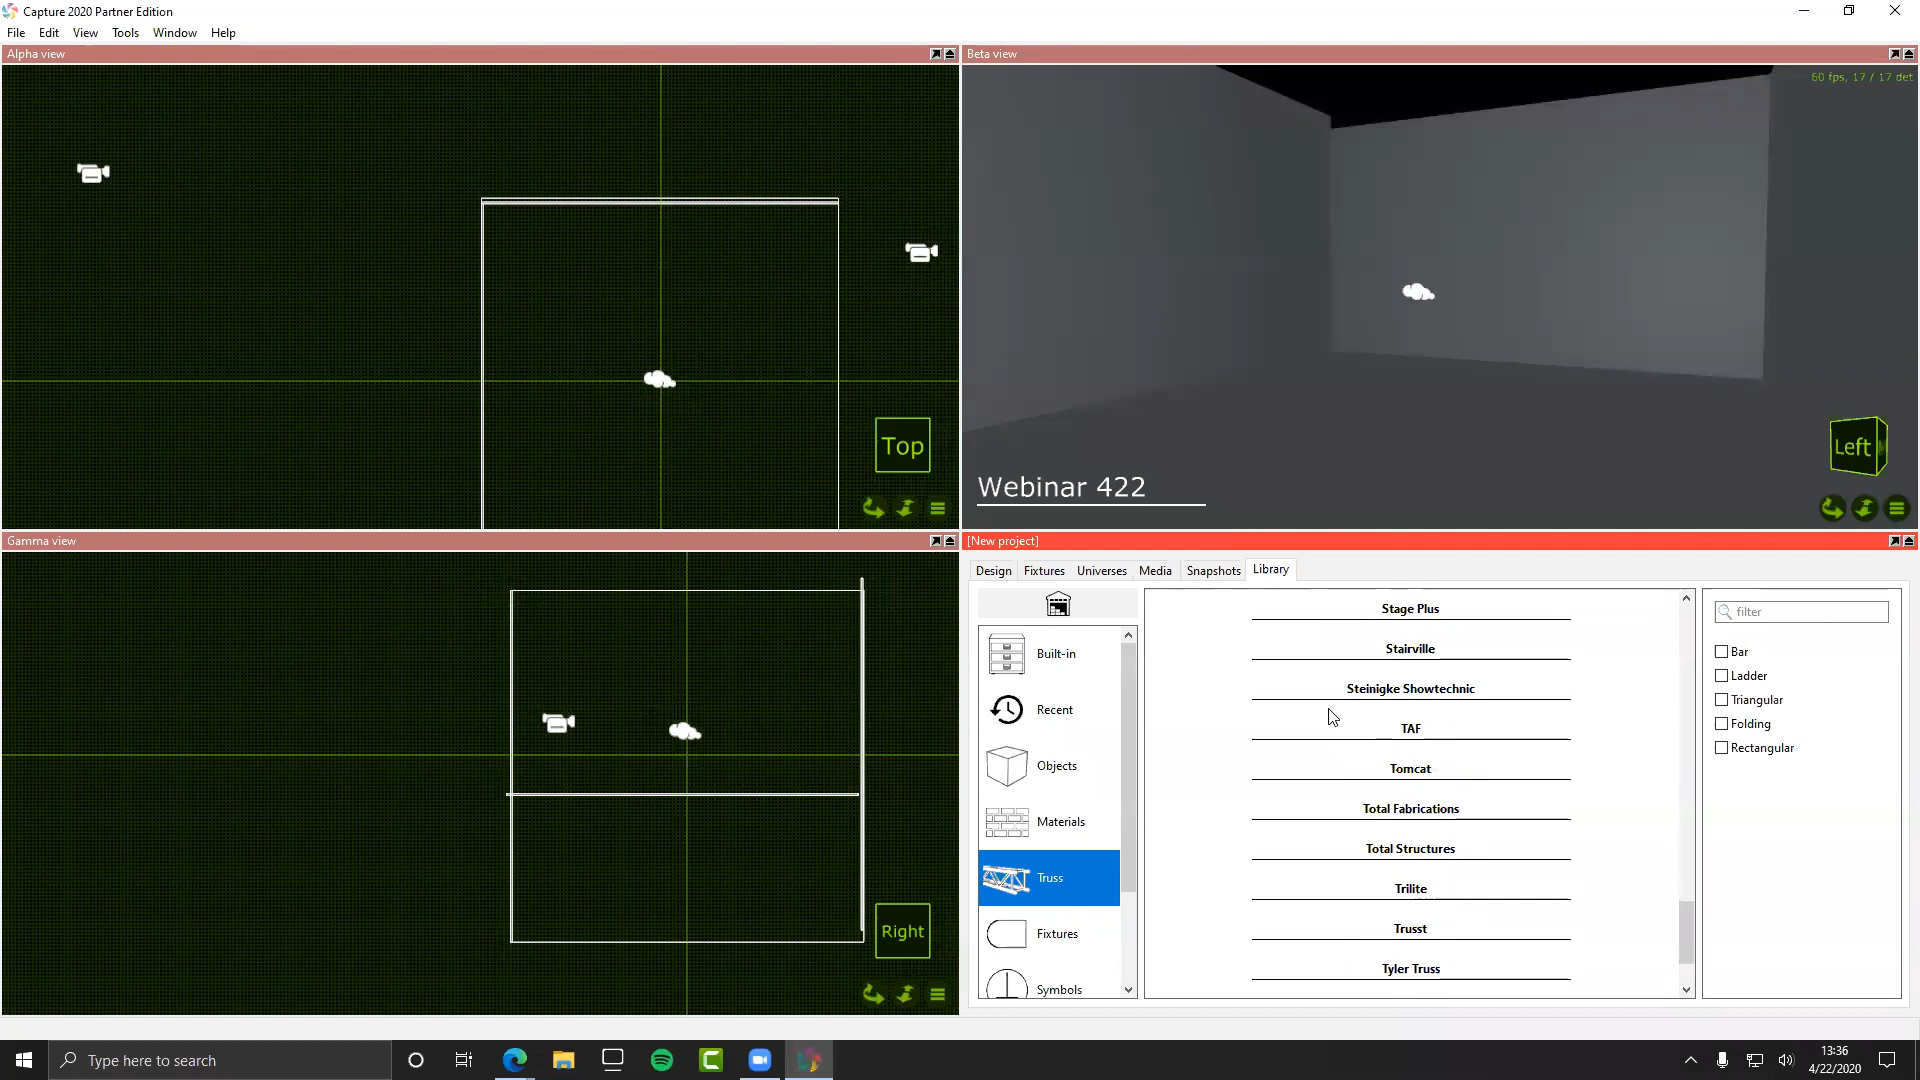 Capture 2020 Partner Edition
File Edit View Tools Window Help
Alpha view
Beta view
60 fps, 17 / 17 det
Top
Left
Webinar 422
Gamma view
Right
[New project]
Design Fixtures Universes Media Snapshots Library
Built-in
Recent
Objects
Materials
Truss
Fixtures
Symbols
Stage Plus
Stairville
Steinigke Showtechnic
TAF
Tomcat
Total Fabrications
Total Structures
Trilite
Trusst
Tyler Truss
filter
Bar
Ladder
Triangular
Folding
Rectangular
Type here to search
13:36
4/22/2020